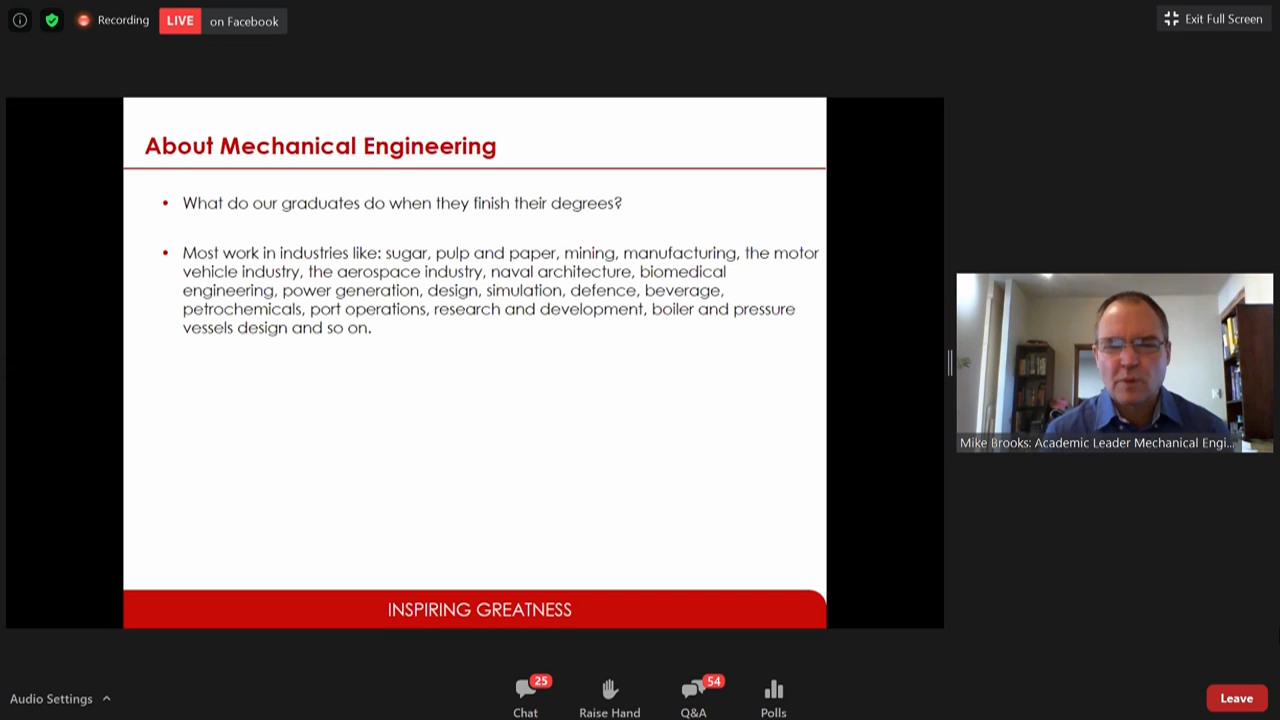 Recording
LIVE on Facebook
Exit Full Screen
About Mechanical Engineering
• What do our graduates do when they finish their degrees?
• Most work in industries like: sugar, pulp and paper, mining, manufacturing, the motor
vehicle industry, the aerospace industry, naval architecture, biomedical
engineering, power generation, design, simulation, defence, beverage,
petrochemicals, port operations, research and development, boiler and pressure
vessels design and so on.
INSPIRING GREATNESS
Mike Brooks: Academic Leader Mechanical Engi...
Audio Settings
25
Chat
Raise Hand
54
Q&A
Polls
Leave